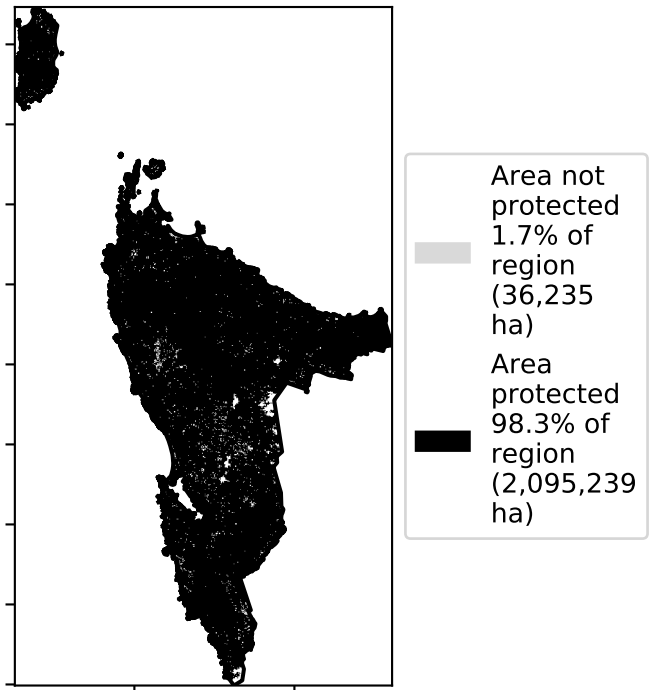 Area not
protected
1.7% of
region
(36,235
ha)
Area
protected
98.3% of
region
(2,095,239
ha)